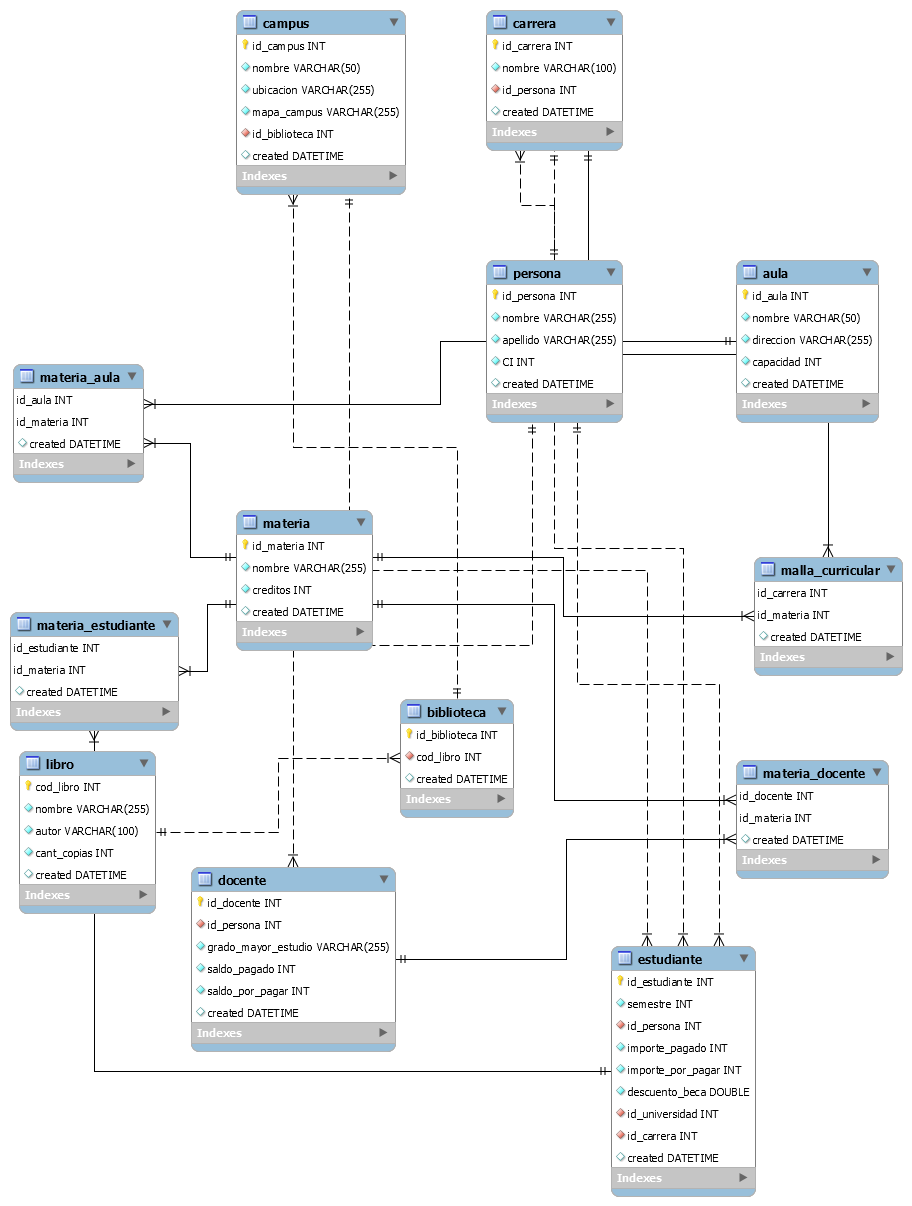 campus
id_campus INT
nombre VARCHAR(50)
ubicacion VARCHAR(255)
mapa_campus VARCHAR(255)
id_biblioteca INT
created DATETIME
Indexes
carrera
id_carrera INT
nombre VARCHAR(100)
id_persona INT
created DATETIME
Indexes
persona
id_persona INT
nombre VARCHAR(255)
apellido VARCHAR(255)
CI INT
created DATETIME
Indexes
aula
id_aula INT
nombre VARCHAR(50)
direccion VARCHAR(255)
capacidad INT
created DATETIME
Indexes
materia_aula
id_aula INT
id_materia INT
created DATETIME
Indexes
materia
id_materia INT
nombre VARCHAR(255)
creditos INT
created DATETIME
Indexes
malla_curricular
id_carrera INT
id_materia INT
created DATETIME
Indexes
materia_estudiante
id_estudiante INT
id_materia INT
created DATETIME
Indexes
biblioteca
id_biblioteca INT
cod_libro INT
created DATETIME
Indexes
libro
cod_libro INT
nombre VARCHAR(255)
autor VARCHAR(100)
cant_copias INT
created DATETIME
Indexes
materia_docente
id_docente INT
id_materia INT
created DATETIME
Indexes
docente
id_docente INT
id_persona INT
grado_mayor_estudio VARCHAR(255)
saldo_pagado INT
saldo_por_pagar INT
created DATETIME
Indexes
estudiante
id_estudiante INT
semestre INT
id_persona INT
importe_pagado INT
importe_por_pagar INT
descuento_beca DOUBLE
id_universidad INT
id_carrera INT
created DATETIME
Indexes